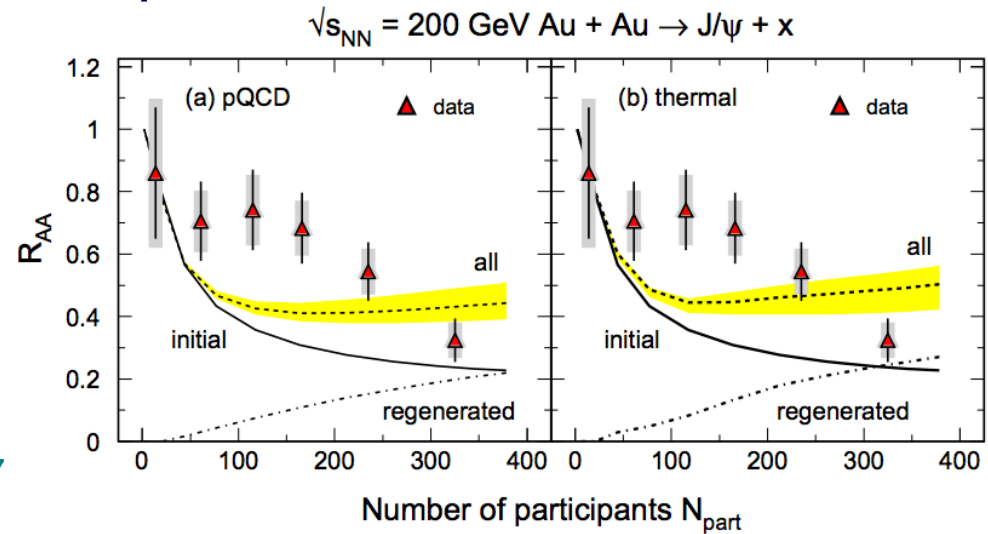 √s_NN = 200 GeV Au + Au → J/ψ + x
R_AA
1.2
1
0.8
0.6
0.4
0.2
0
(a) pQCD
data
all
initial
regenerated
0 100 200 300 400
(b) thermal
data
all
initial
regenerated
0 100 200 300 400
Number of participants N_part